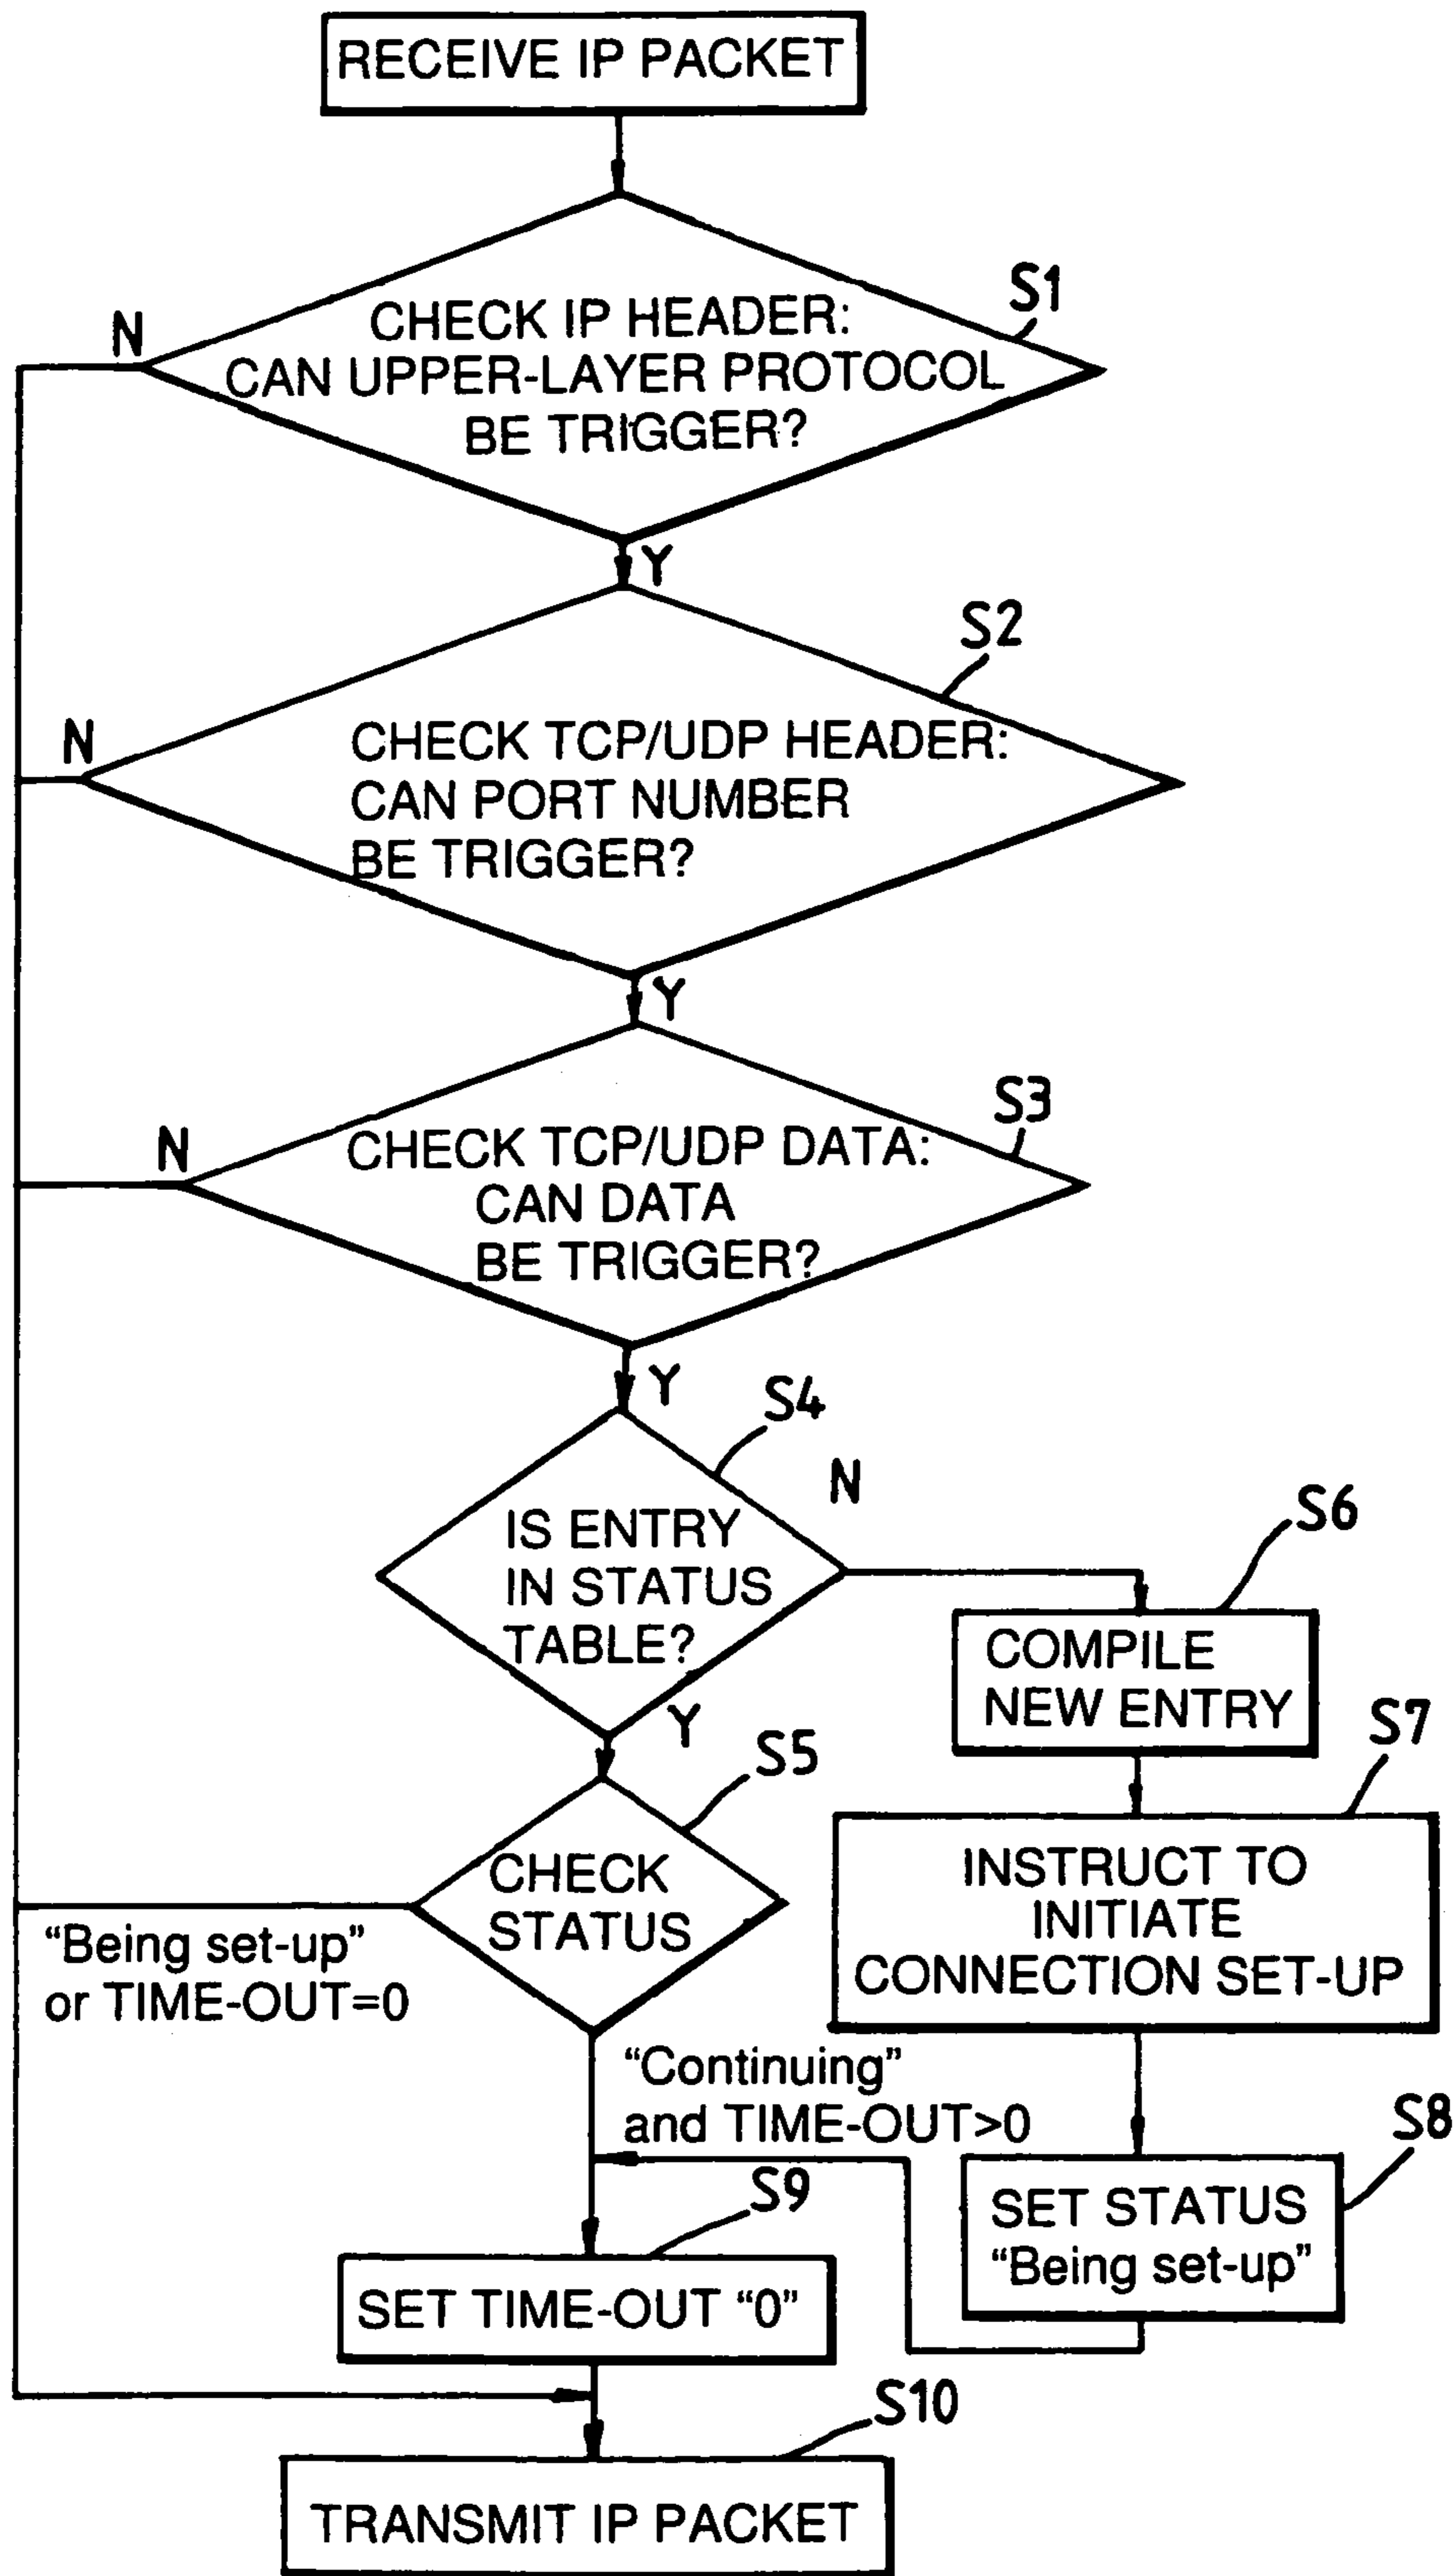 RECEIVE IP PACKET
S1
N
CHECK IP HEADER:
CAN UPPER-LAYER PROTOCOL
BE TRIGGER?
Y
S2
N
CHECK TCP/UDP HEADER:
CAN PORT NUMBER
BE TRIGGER?
Y
S3
N
CHECK TCP/UDP DATA:
CAN DATA
BE TRIGGER?
Y
S4
N
IS ENTRY
IN STATUS
TABLE?
Y
S6
COMPILE
NEW ENTRY
S5
CHECK
STATUS
S7
INSTRUCT TO
INITIATE
CONNECTION SET-UP
“Being set-up”
or TIME-OUT=0
“Continuing”
and TIME-OUT>0
S8
SET STATUS
“Being set-up”
S9
SET TIME-OUT “0”
S10
TRANSMIT IP PACKET